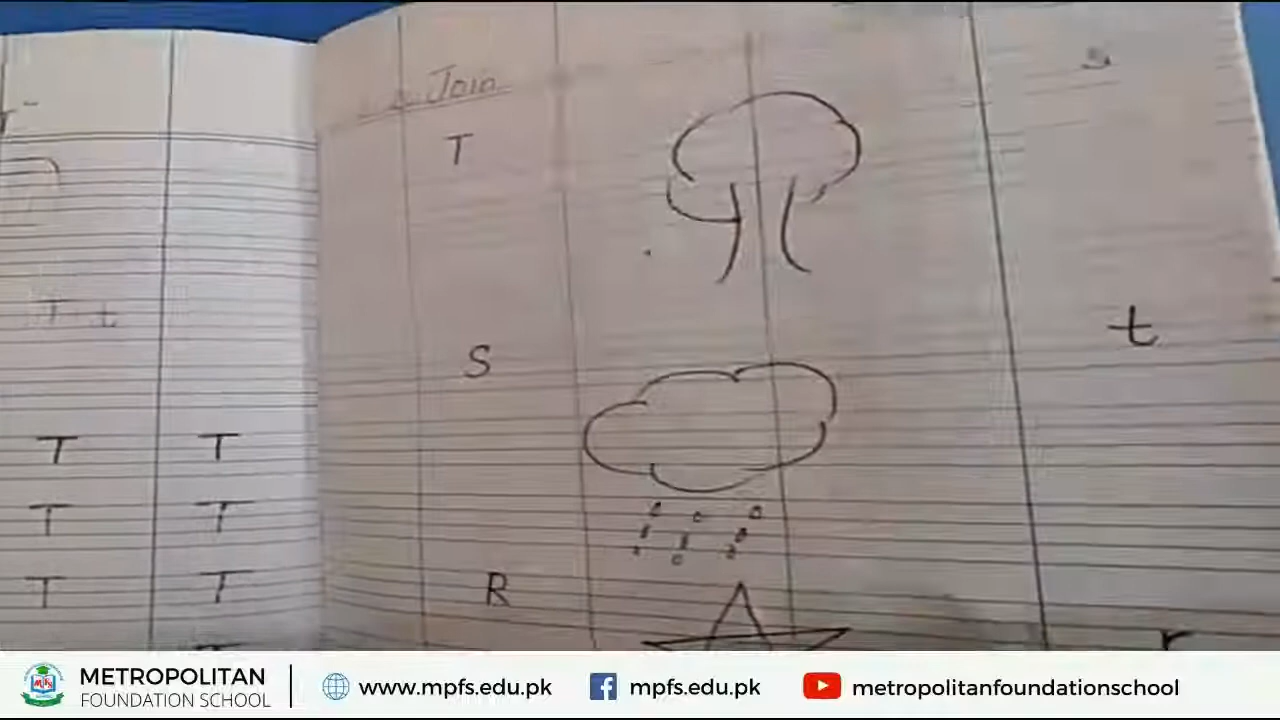 Join
T
s
T t
t
S
T T
T T
T T
R
r
METROPOLITAN
FOUNDATION SCHOOL
www.mpfs.edu.pk
mpfs.edu.pk
metropolitanfoundationschool